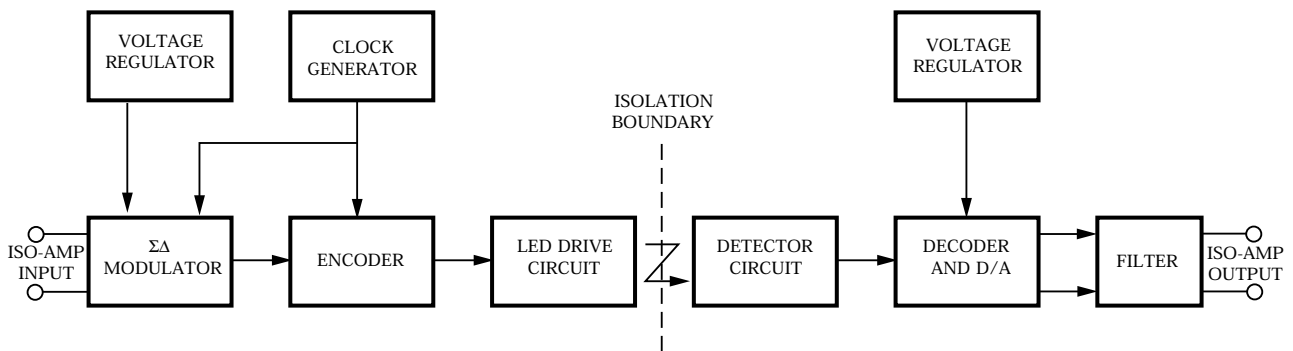 VOLTAGE
REGULATOR
CLOCK
GENERATOR
VOLTAGE
REGULATOR
ISOLATION
BOUNDARY
ISO-AMP
INPUT
ΣΔ
MODULATOR
ENCODER
LED DRIVE
CIRCUIT
DETECTOR
CIRCUIT
DECODER
AND D/A
FILTER
ISO-AMP
OUTPUT